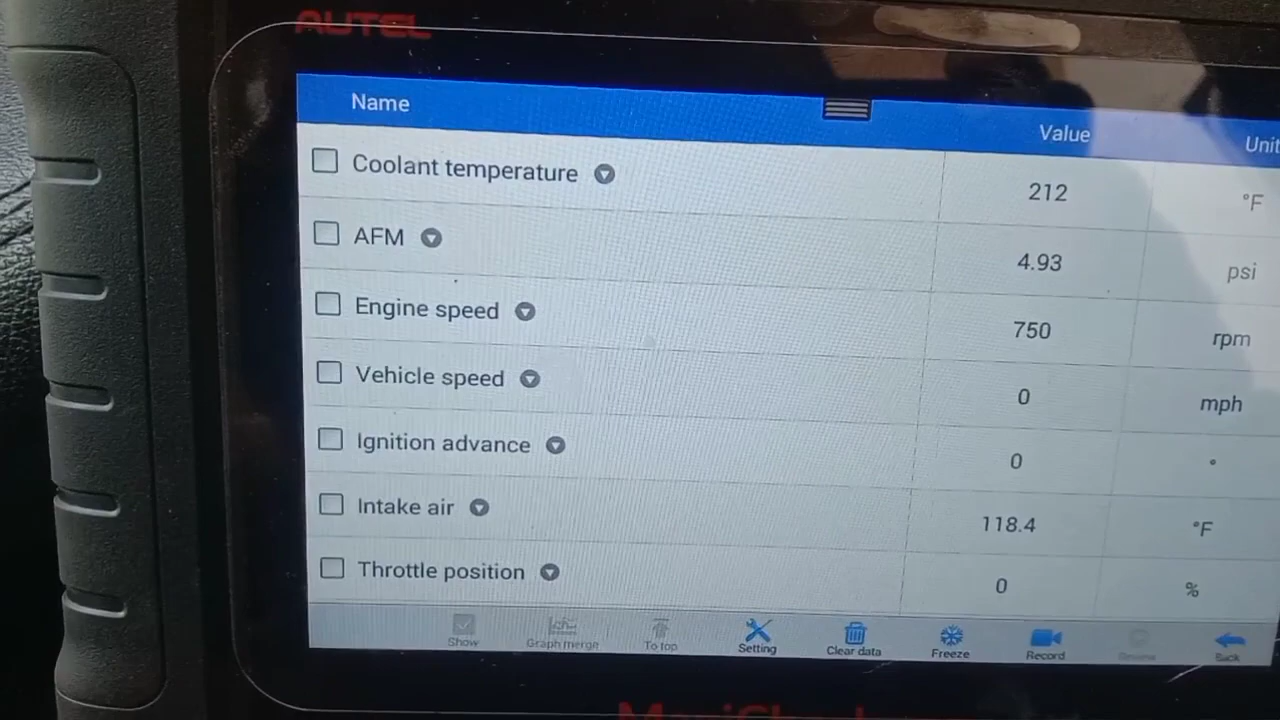 AUTEL
Name Value Unit
Coolant temperature 212 °F
AFM 4.93 psi
Engine speed 750 rpm
Vehicle speed 0 mph
Ignition advance 0 °
Intake air 118.4 °F
Throttle position 0 %
Show Graph merge To top Setting Clear data Freeze Record Back